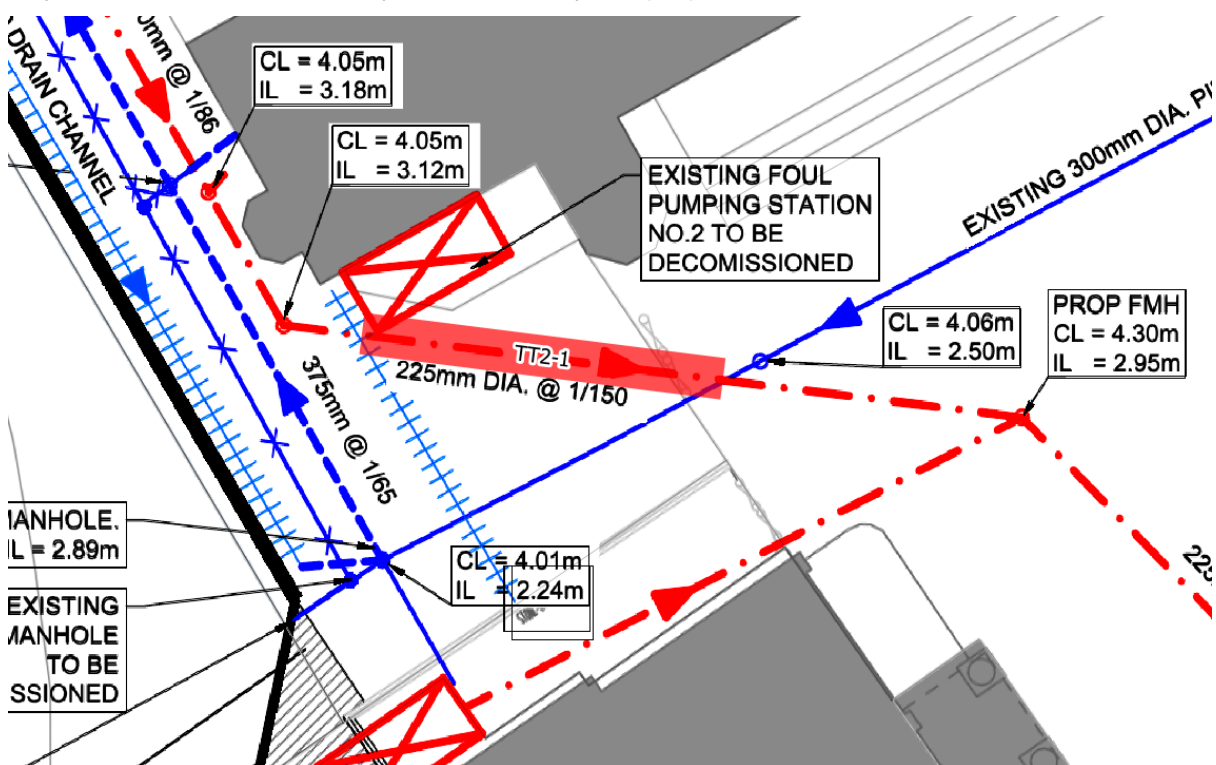 0mm @ 1/86
DRAIN CHANNEL
CL = 4.05m
IL = 3.18m
CL = 4.05m
IL = 3.12m
EXISTING FOUL
PUMPING STATION
NO.2 TO BE
DECOMISSIONED
EXISTING 300mm DIA. PI
CL = 4.06m
IL = 2.50m
PROP FMH
CL = 4.30m
IL = 2.95m
TT2-1
225mm DIA. @ 1/150
375mm @ 1/65
MANHOLE.
IL = 2.89m
CL = 4.01m
IL = 2.24m
EXISTING
MANHOLE
TO BE
SSIONED
225